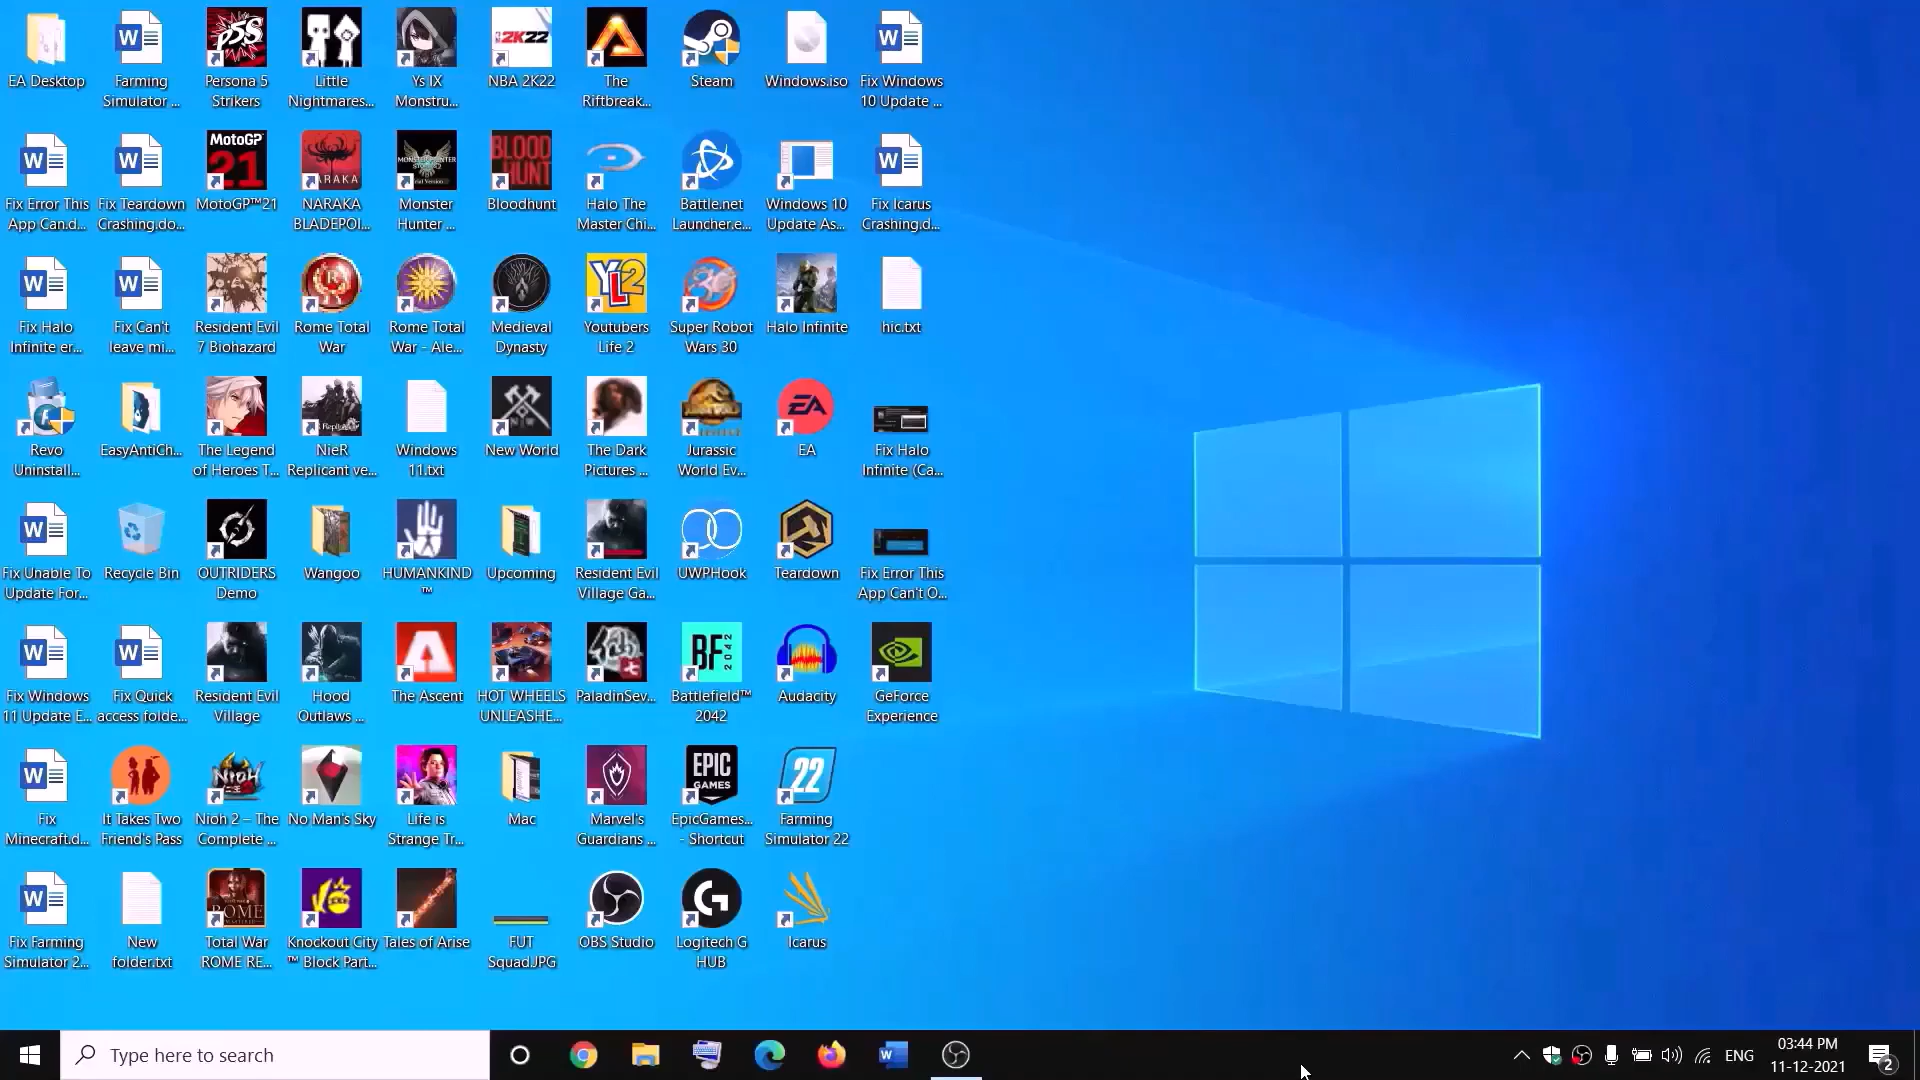 EA Desktop
Farming
Simulator ...
Persona 5
Strikers
Little
Nightmares...
Ys IX
Monstru...
NBA 2K22
The
Riftbreak...
Steam
Windows.iso
Fix Windows
10 Update ...
Fix Error This
App Can.d...
Fix Teardown
Crashing.do...
MotoGP™21
NARAKA
BLADEPOI...
Monster
Hunter ...
Bloodhunt
Halo The
Master Chi...
Battle.net
Launcher.e...
Windows 10
Update As...
Fix Icarus
Crashing.d...
Fix Halo
Infinite er...
Fix Can't
leave mi...
Resident Evil
7 Biohazard
Rome Total
War
Rome Total
War - Ale...
Medieval
Dynasty
Youtubers
Life 2
Super Robot
Wars 30
Halo Infinite
hic.txt
Revo
Uninstall...
EasyAntiCh...
The Legend
of Heroes T...
NieR
Replicant ve...
Windows
11.txt
New World
The Dark
Pictures ...
Jurassic
World Ev...
EA
Fix Halo
Infinite (Ca...
Fix Unable To
Update For...
Recycle Bin
OUTRIDERS
Demo
Wangoo
HUMANKIND
™
Upcoming
Resident Evil
Village Ga...
UWPHook
Teardown
Fix Error This
App Can't O...
Fix Windows
11 Update E...
Fix Quick
access folde...
Resident Evil
Village
Hood
Outlaws ...
The Ascent
HOT WHEELS
UNLEASHE...
PaladinSev...
Battlefield™
2042
Audacity
GeForce
Experience
Fix
Minecraft.d...
It Takes Two
Friend's Pass
Nioh 2 – The
Complete ...
No Man's Sky
Life is
Strange Tr...
Mac
Marvel's
Guardians ...
EpicGames...
- Shortcut
Farming
Simulator 22
Fix Farming
Simulator 2...
New
folder.txt
Total War
ROME RE...
Knockout City
™ Block Part...
Tales of Arise
FUT
Squad.JPG
OBS Studio
Logitech G
HUB
Icarus
Type here to search
ENG
03:44 PM
11-12-2021
2